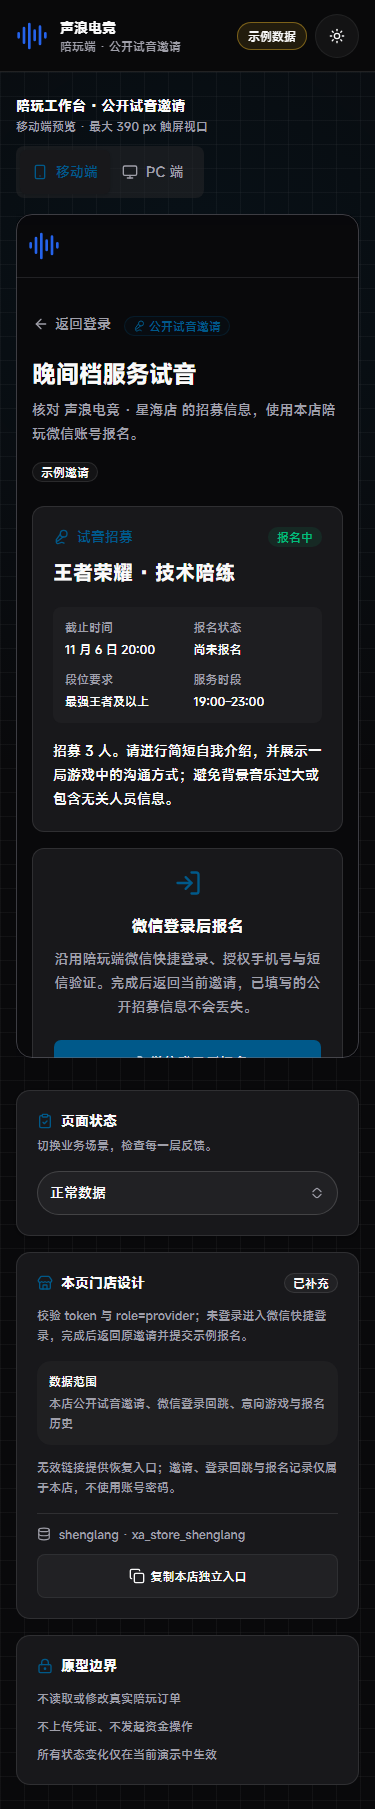 声浪电竞
陪玩端 · 公开试音邀请
示例数据
陪玩工作台 · 公开试音邀请
移动端预览 · 最大 390 px 触屏视口
移动端
PC 端
返回登录
公开试音邀请
晚间档服务试音
核对 声浪电竞 · 星海店 的招募信息，使用本店陪
玩微信账号报名。
示例邀请
试音招募
报名中
王者荣耀 · 技术陪练
截止时间
报名状态
11 月 6 日 20:00
尚未报名
段位要求
服务时段
最强王者及以上
19:00–23:00
招募 3 人。请进行简短自我介绍，并展示一
局游戏中的沟通方式；避免背景音乐过大或
包含无关人员信息。
微信登录后报名
沿用陪玩端微信快捷登录、授权手机号与短
信验证。完成后返回当前邀请，已填写的公
开招募信息不会丢失。
页面状态
切换业务场景，检查每一层反馈。
正常数据
本页门店设计
已补充
校验 token 与 role=provider；未登录进入微信快捷登
录，完成后返回原邀请并提交示例报名。
数据范围
本店公开试音邀请、微信登录回跳、意向游戏与报名
历史
无效链接提供恢复入口；邀请、登录回跳与报名记录仅属
于本店，不使用账号密码。
shenglang · xa_store_shenglang
复制本店独立入口
原型边界
不读取或修改真实陪玩订单
不上传凭证、不发起资金操作
所有状态变化仅在当前演示中生效